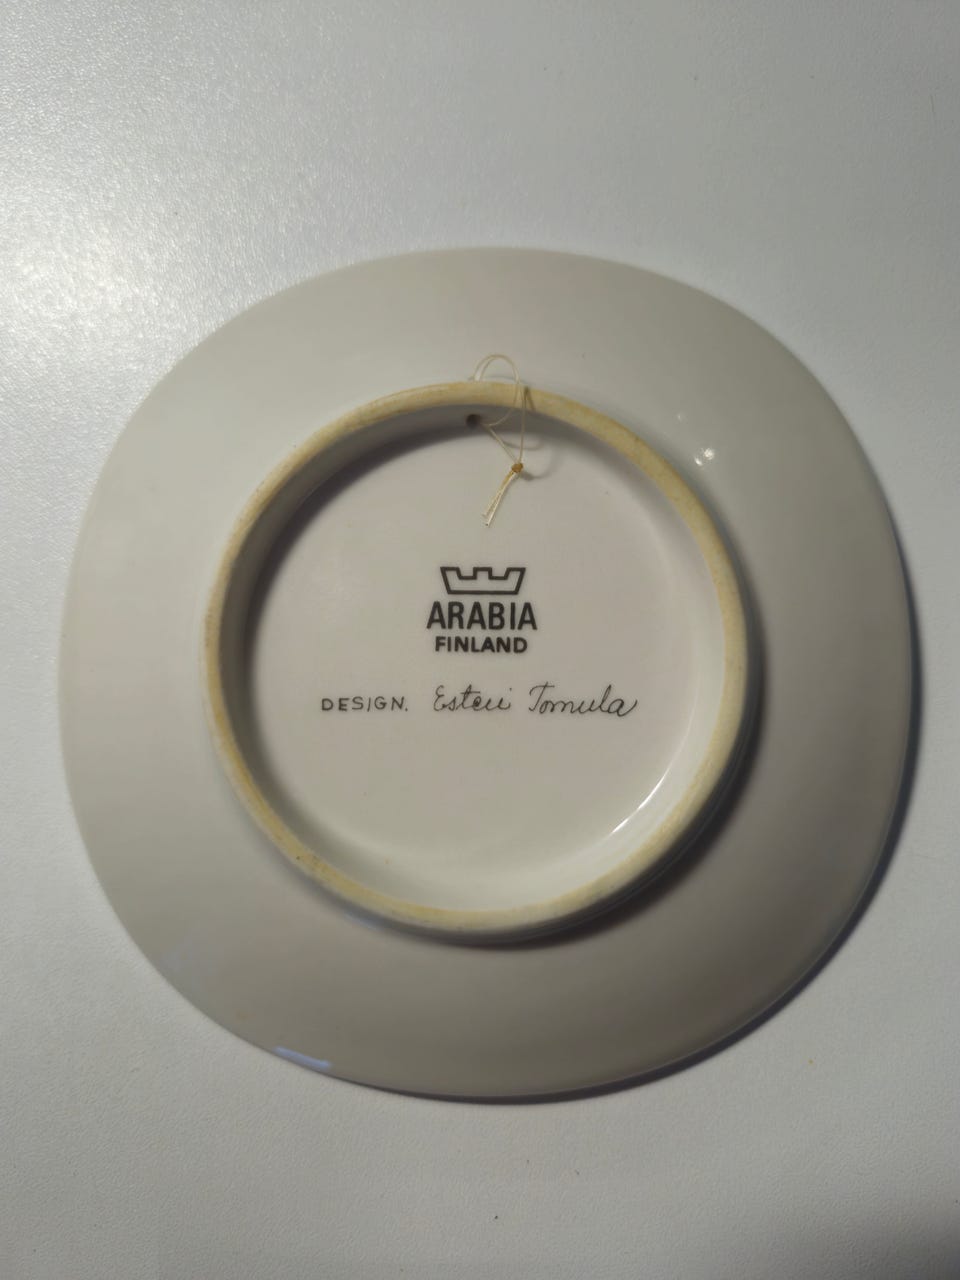 ARABIA
FINLAND
DESIGN. Esteri Tomula